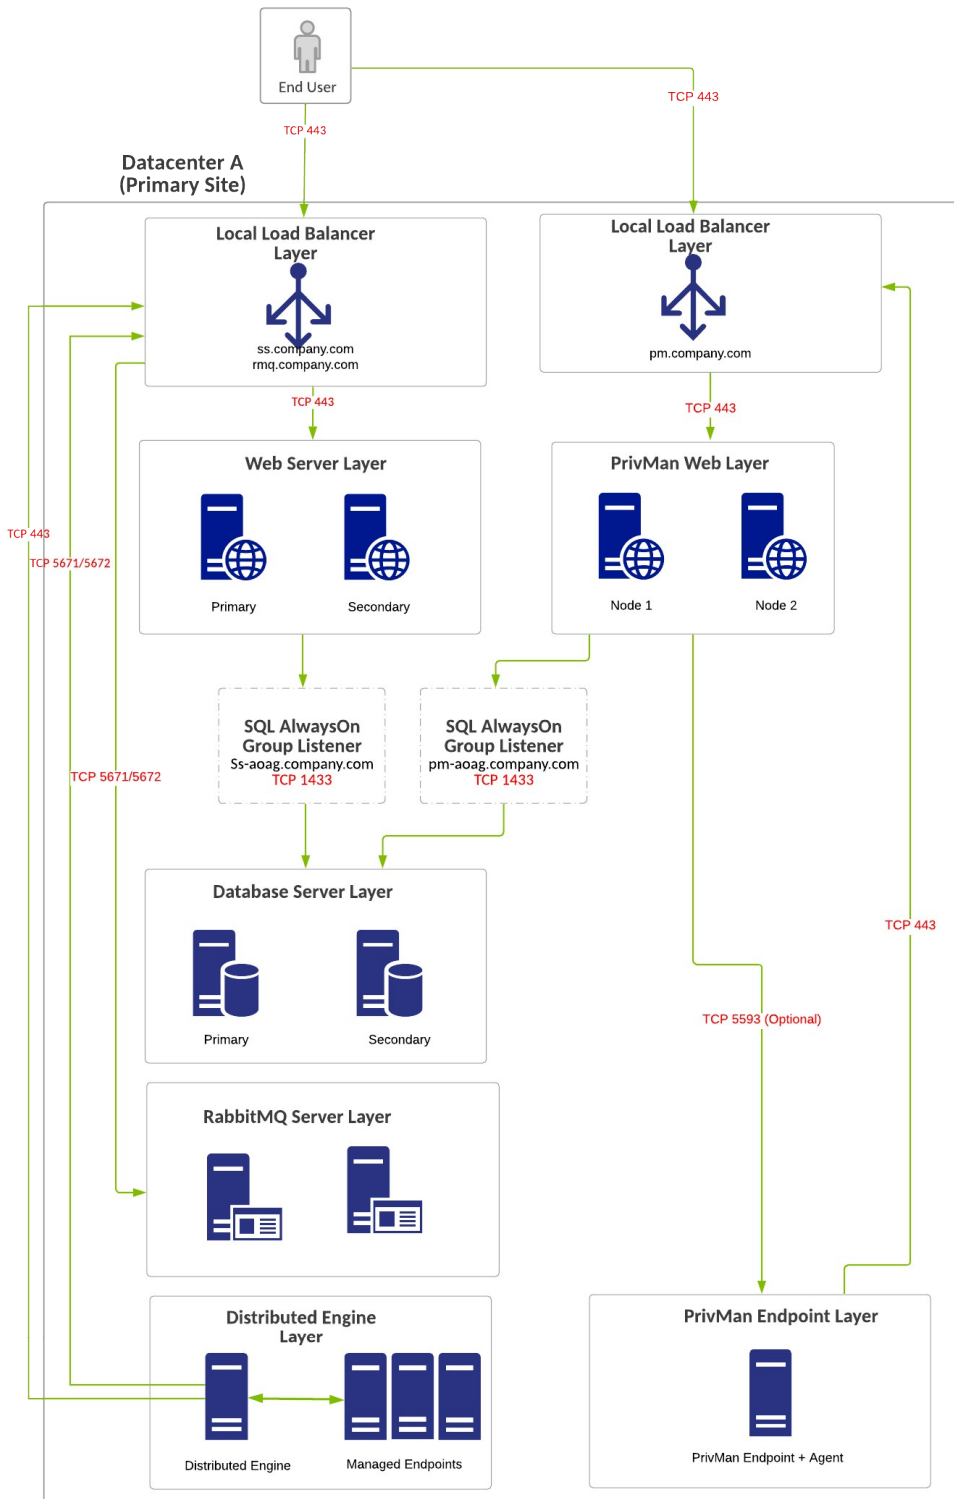 End User
TCP 443
TCP 443
Datacenter A
(Primary Site)
Local Load Balancer
Layer
ss.company.com
rmq.company.com
Local Load Balancer
Layer
pm.company.com
TCP 443
TCP 443
Web Server Layer
Primary
Secondary
PrivMan Web Layer
Node 1
Node 2
TCP 443
TCP 5671/5672
SQL AlwaysOn
Group Listener
Ss-aoag.company.com
TCP 1433
SQL AlwaysOn
Group Listener
pm-aoag.company.com
TCP 1433
TCP 5671/5672
Database Server Layer
Primary
Secondary
TCP 443
TCP 5593 (Optional)
RabbitMQ Server Layer
Distributed Engine
Layer
Distributed Engine
Managed Endpoints
PrivMan Endpoint Layer
PrivMan Endpoint + Agent